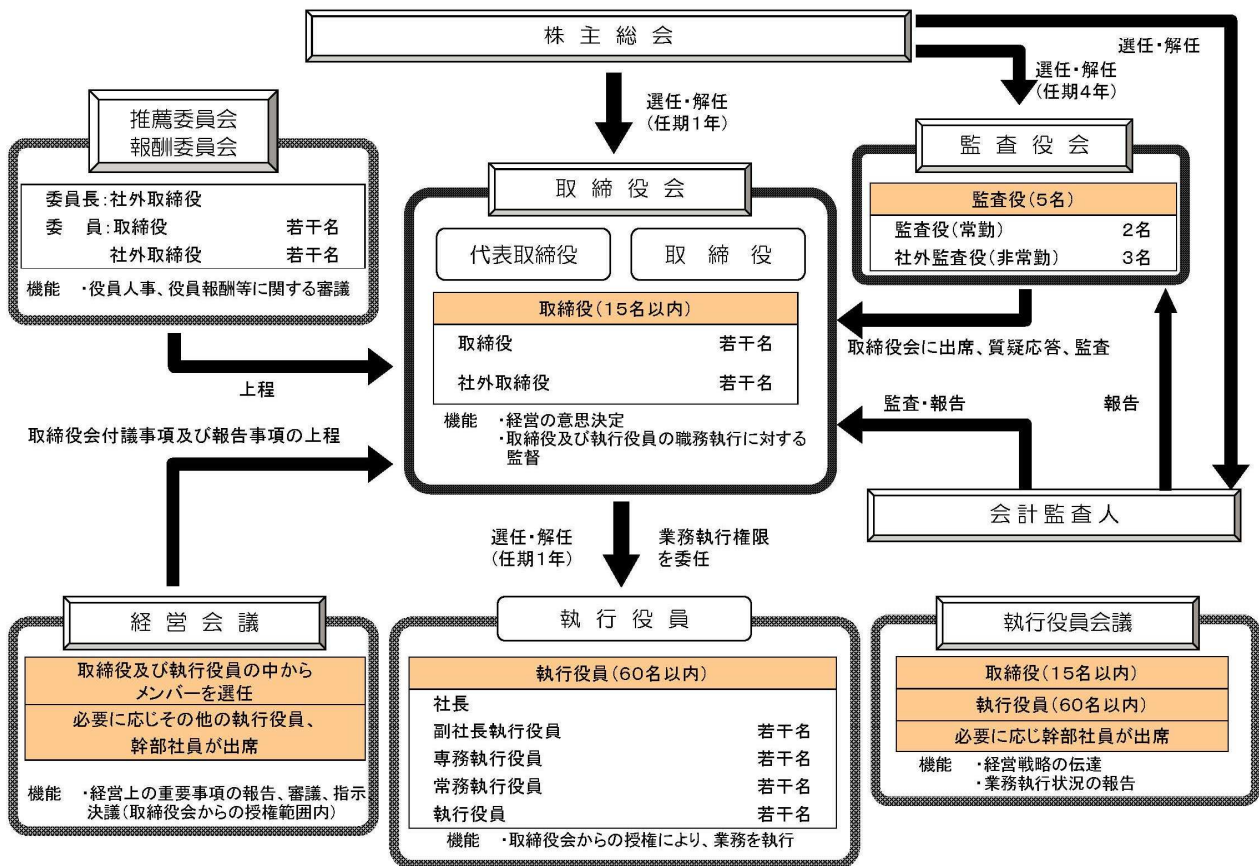 株主総会
選任・解任
選任・解任
(任期4年)
選任・解任
(任期1年)
推薦委員会
報酬委員会
委員長:社外取締役
委　員:取締役　若干名
社外取締役　若干名
機能　・役員人事、役員報酬等に関する審議
上程
取締役会
代表取締役
取締役
取締役(15名以内)
取締役　若干名
社外取締役　若干名
機能　・経営の意思決定
・取締役及び執行役員の職務執行に対する
監督
監査役会
監査役(5名)
監査役(常勤)　2名
社外監査役(非常勤)　3名
取締役会に出席、質疑応答、監査
監査・報告
報告
会計監査人
取締役会付議事項及び報告事項の上程
選任・解任
(任期1年)
業務執行権限
を委任
経営会議
取締役及び執行役員の中から
メンバーを選任
必要に応じその他の執行役員、
幹部社員が出席
機能　・経営上の重要事項の報告、審議、指示
決議(取締役会からの授権範囲内)
執行役員
執行役員(60名以内)
社長
副社長執行役員　若干名
専務執行役員　若干名
常務執行役員　若干名
執行役員　若干名
機能　・取締役会からの授権により、業務を執行
執行役員会議
取締役(15名以内)
執行役員(60名以内)
必要に応じ幹部社員が出席
機能　・経営戦略の伝達
・業務執行状況の報告